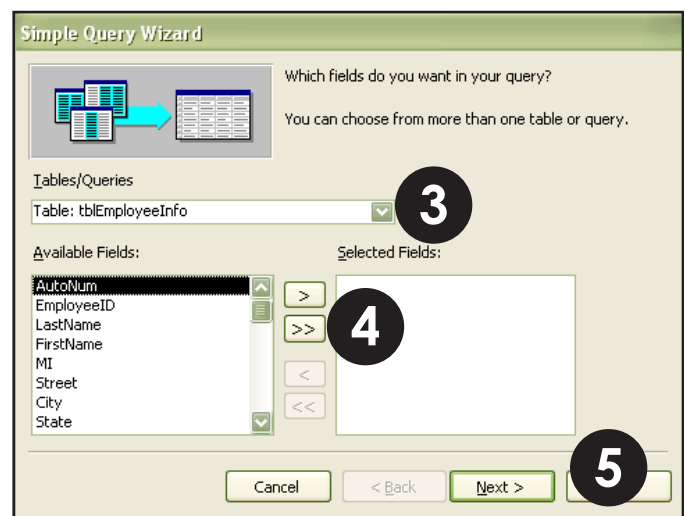 Simple Query Wizard
Which fields do you want in your query?
You can choose from more than one table or query.
Tables/Queries
Table: tblEmployeeInfo
3
Available Fields:
Selected Fields:
AutoNum
EmployeeID
LastName
FirstName
MI
Street
City
State
>
>>
<
<<
4
Cancel
< Back
Next >
5